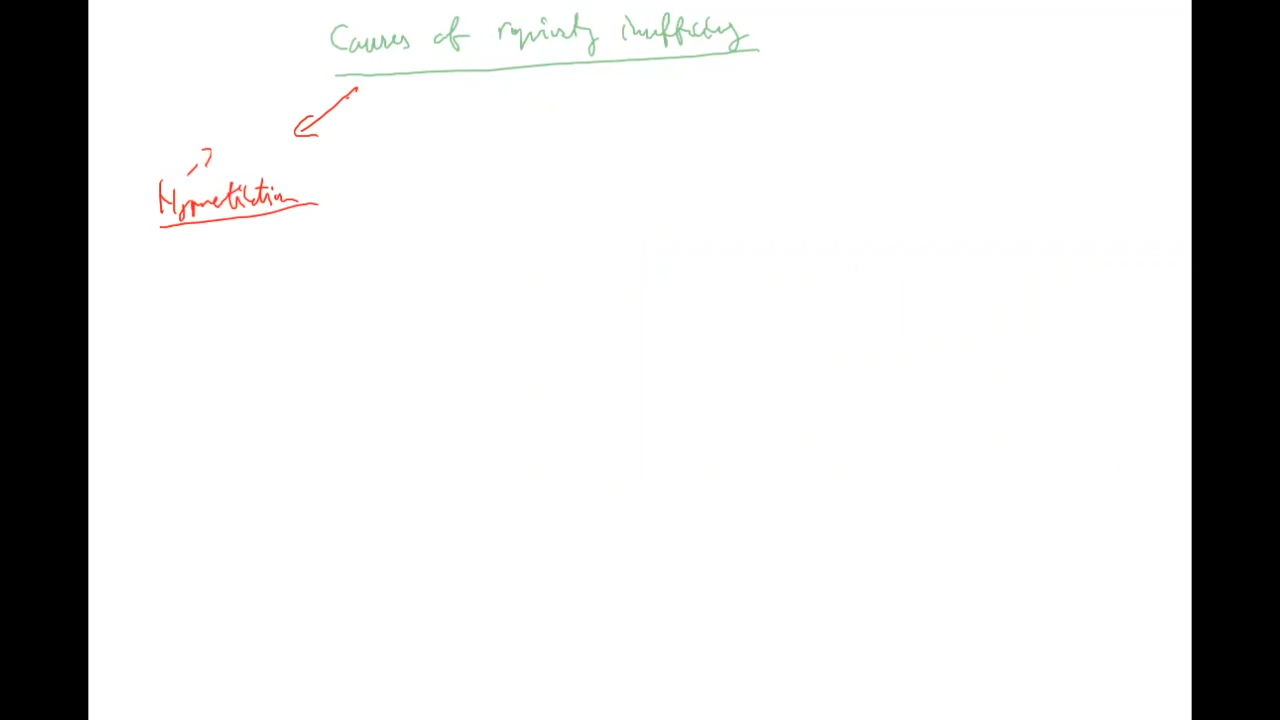 Causes of respiratory insufficiency
Hypoventilation